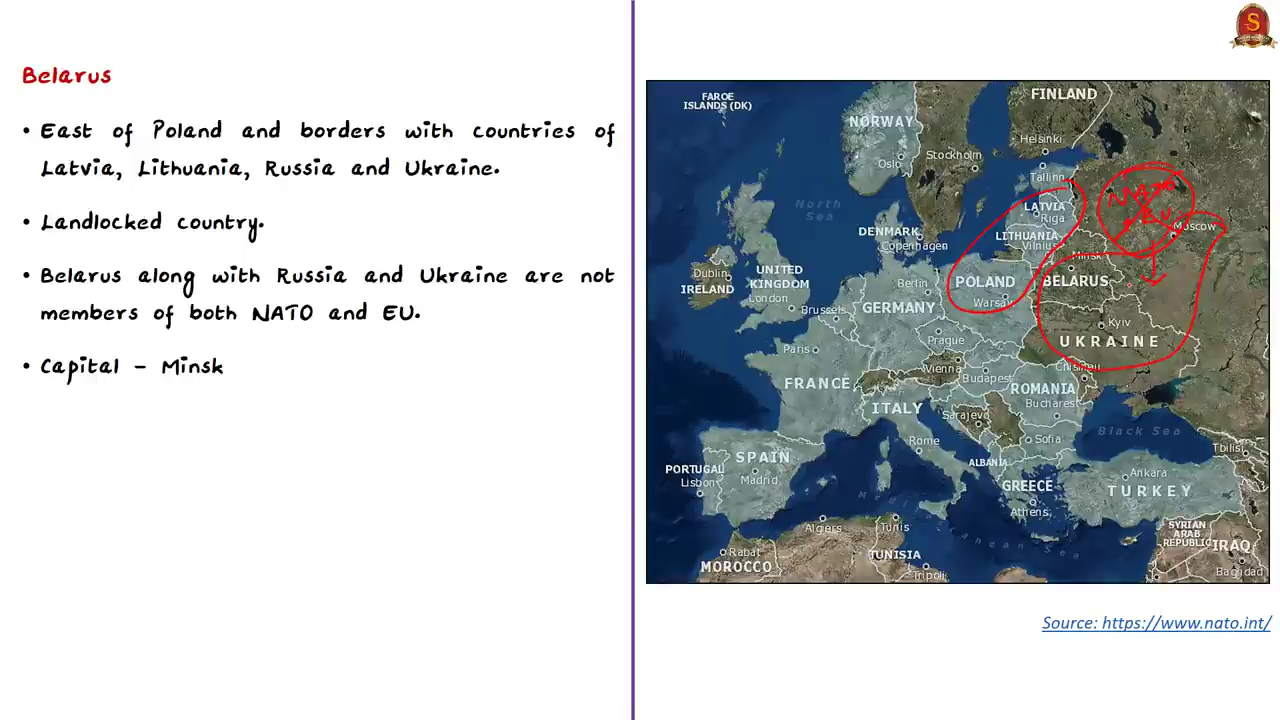 Belarus
• East of Poland and borders with countries of
Latvia, Lithuania, Russia and Ukraine.
• Landlocked country.
• Belarus along with Russia and Ukraine are not
members of both NATO and EU.
• Capital – Minsk
FAROE
ISLANDS (DK)
FINLAND
NORWAY
Helsinki
Oslo
Stockholm
Tallinn
North
Sea
LATVIA
Riga
NATO
EU
Moscow
DENMARK
Copenhagen
LITHUANIA
Vilnius
Minsk
Dublin
IRELAND
UNITED
KINGDOM
London
Berlin
POLAND
Warsaw
BELARUS
Brussels
GERMANY
Kyiv
UKRAINE
Paris
Prague
Vienna
Budapest
Chisinau
FRANCE
ROMANIA
Bucharest
ITALY
Sarajevo
Black Sea
Rome
Sofia
Tbilisi
PORTUGAL
Lisbon
SPAIN
Madrid
ALBANIA
GREECE
Athens
Ankara
TURKEY
Algiers
Tunis
SYRIAN
ARAB
REPUBLIC
IRAQ
Baghdad
Rabat
MOROCCO
TUNISIA
Tripoli
Source: https://www.nato.int/